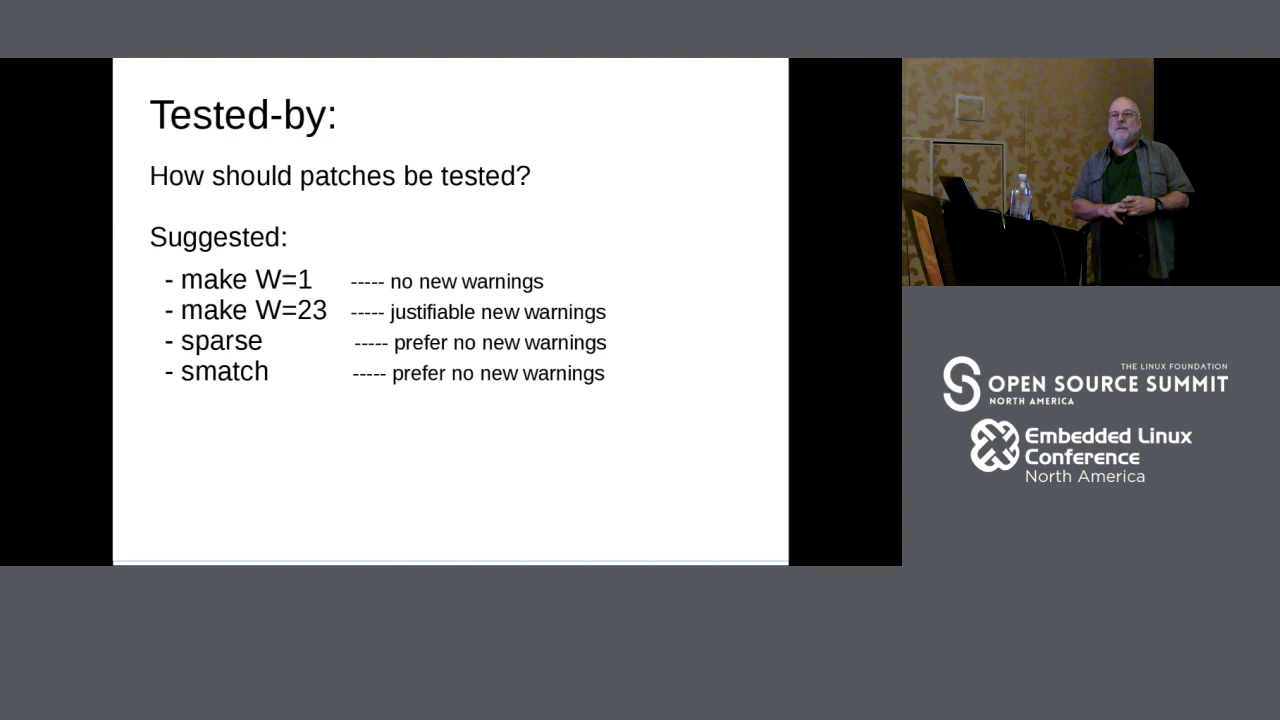 Tested-by:
How should patches be tested?
Suggested:
- make W=1 ----- no new warnings
- make W=23 ----- justifiable new warnings
- sparse ----- prefer no new warnings
- smatch ----- prefer no new warnings
THE LINUX FOUNDATION
OPEN SOURCE SUMMIT
NORTH AMERICA
Embedded Linux
Conference
North America